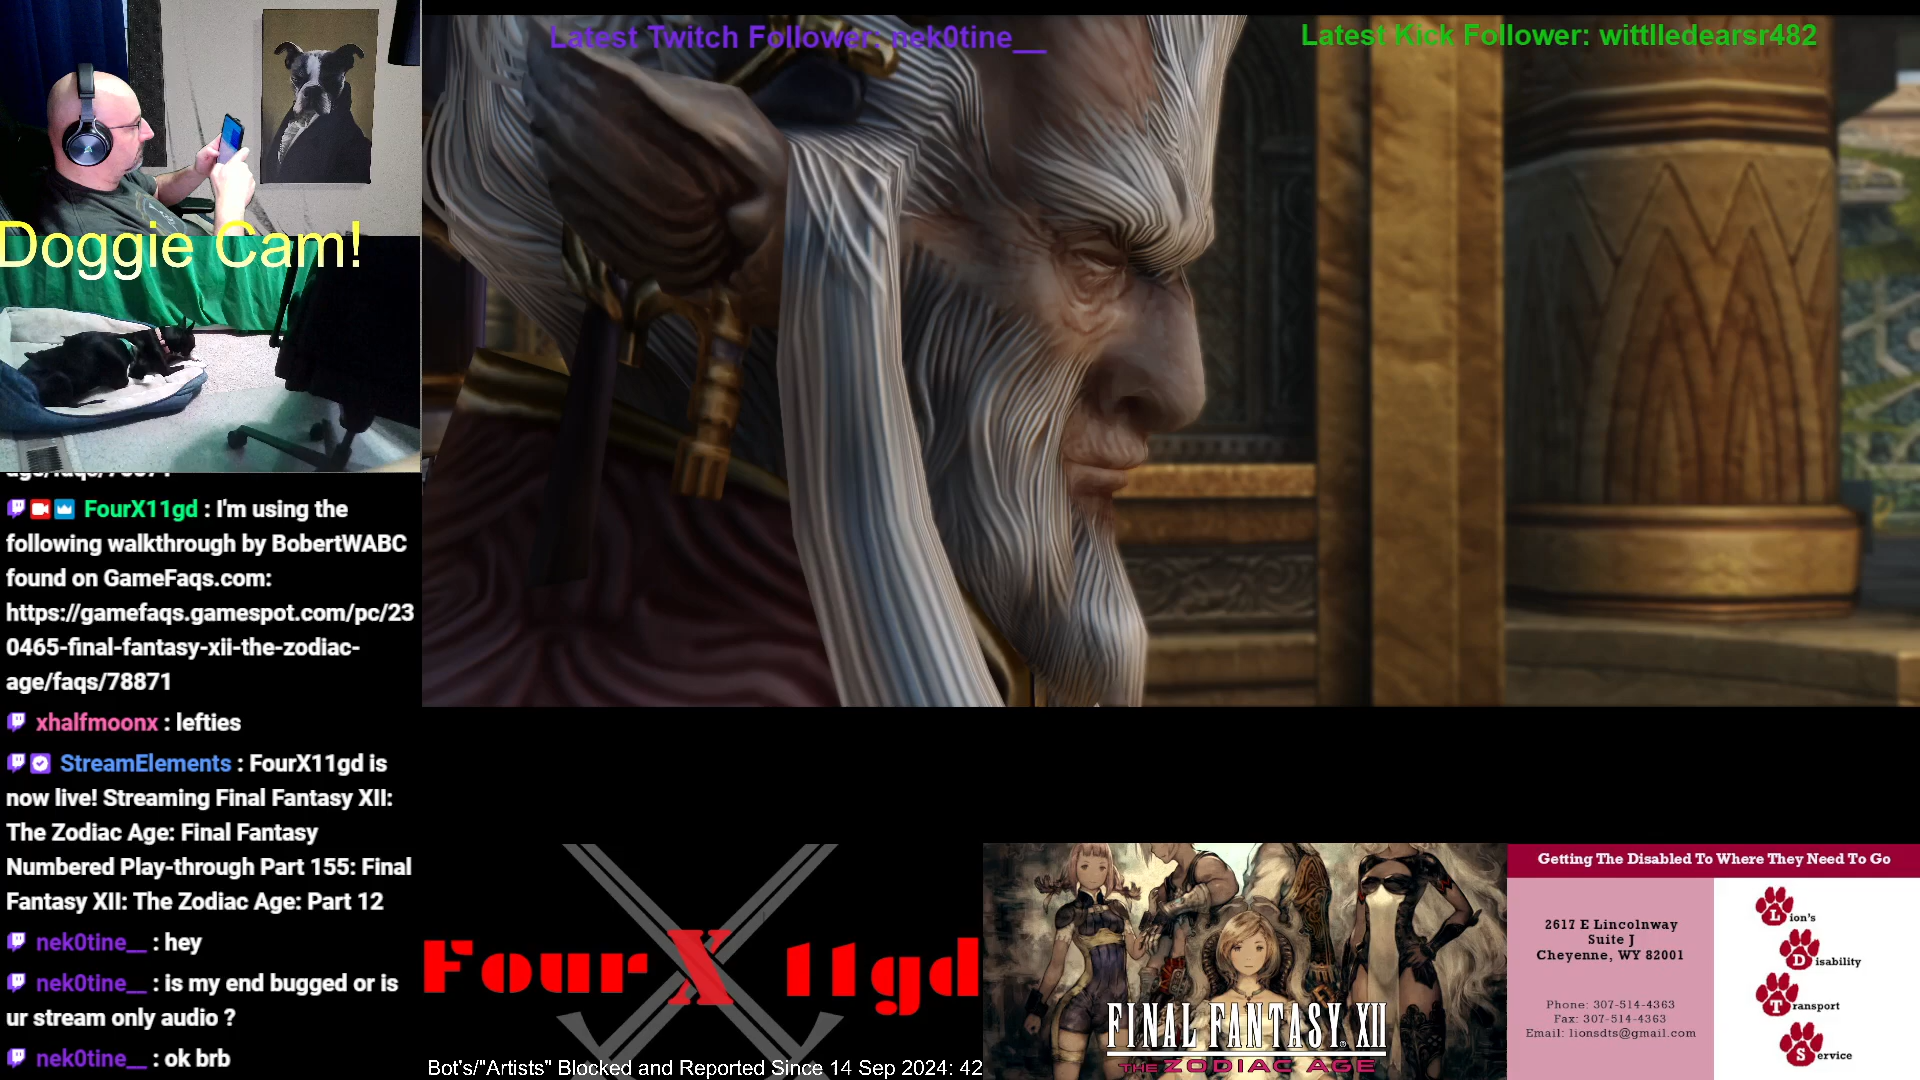 Latest Twitch Follower: nek0tine__
Latest Kick Follower: wittlledearsr482
Doggie Cam!
FourX11gd : I'm using the
following walkthrough by BobertWABC
found on GameFaqs.com:
https://gamefaqs.gamespot.com/pc/23
0465-final-fantasy-xii-the-zodiac-
age/faqs/78871
xhalfmoonx : lefties
StreamElements : FourX11gd is
now live! Streaming Final Fantasy XII:
The Zodiac Age: Final Fantasy
Numbered Play-through Part 155: Final
Fantasy XII: The Zodiac Age: Part 12
nek0tine__ : hey
nek0tine__ : is my end bugged or is
ur stream only audio ?
nek0tine__ : ok brb
Four X 11gd
Bot's/"Artists" Blocked and Reported Since 14 Sep 2024: 42
FINAL FANTASY XII
THE ZODIAC AGE
Getting The Disabled To Where They Need To Go
2617 E Lincolnway
Suite J
Cheyenne, WY 82001
Phone: 307-514-4363
Fax: 307-514-4363
Email: lionsdts@gmail.com
Lion's
Disability
Transport
Service